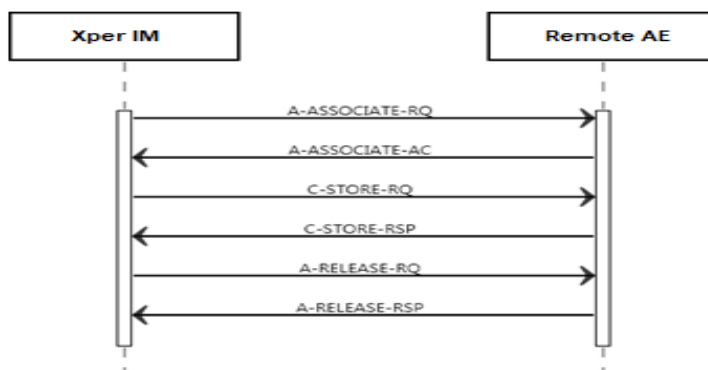 Xper IM
Remote AE
A-ASSOCIATE-RQ
A-ASSOCIATE-AC
C-STORE-RQ
C-STORE-RSP
A-RELEASE-RQ
A-RELEASE-RSP